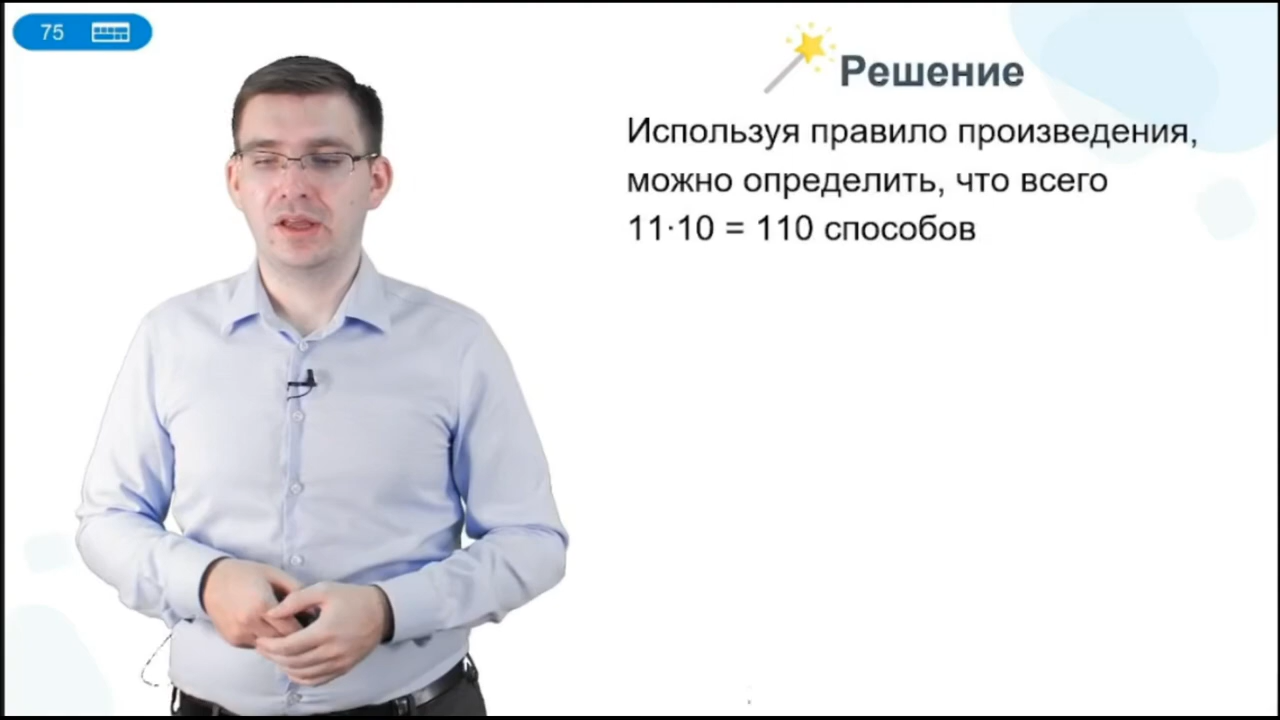 75
Решение
Используя правило произведения,
можно определить, что всего
11·10 = 110 способов